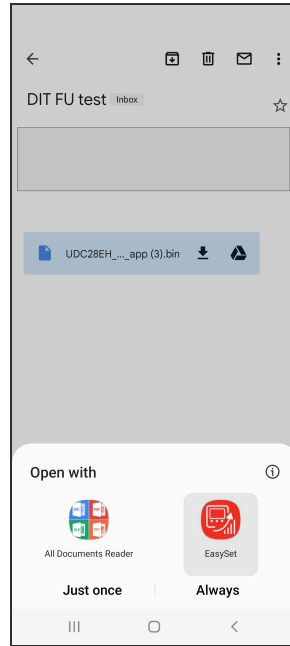 DIT FU test Inbox
UDC28EH_..._app (3).bin
Open with
All Documents Reader
EasySet
Just once
Always